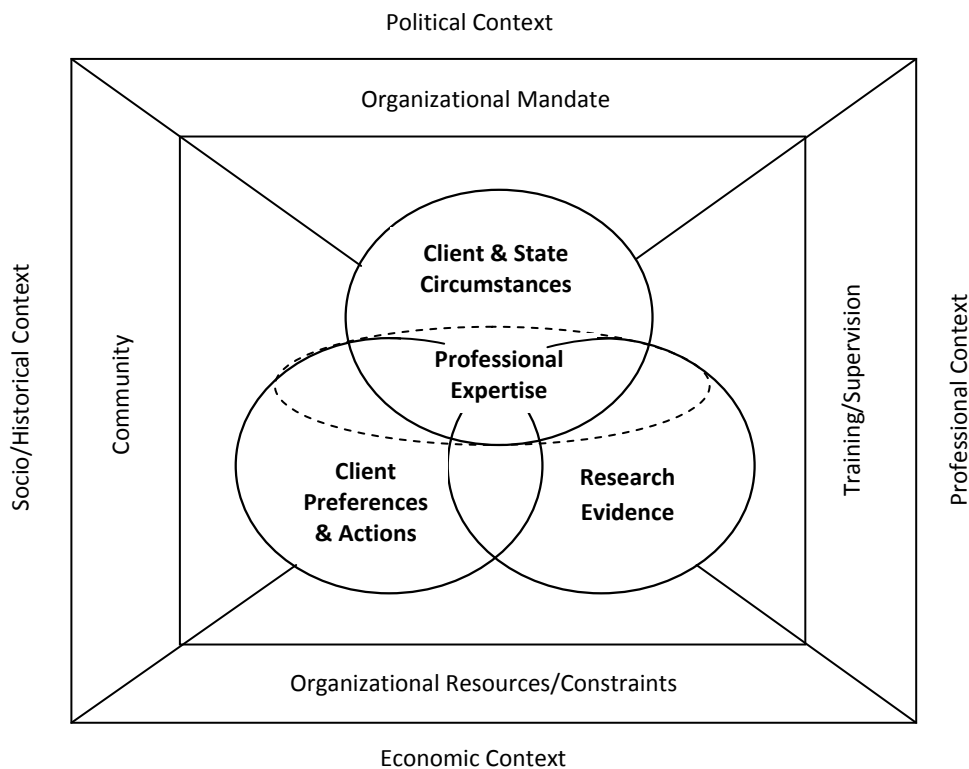 Political Context
Organizational Mandate
Client & State
Circumstances
Socio/Historical Context
Community
Professional
Expertise
Training/Supervision
Professional Context
Client
Preferences
& Actions
Research
Evidence
Organizational Resources/Constraints
Economic Context